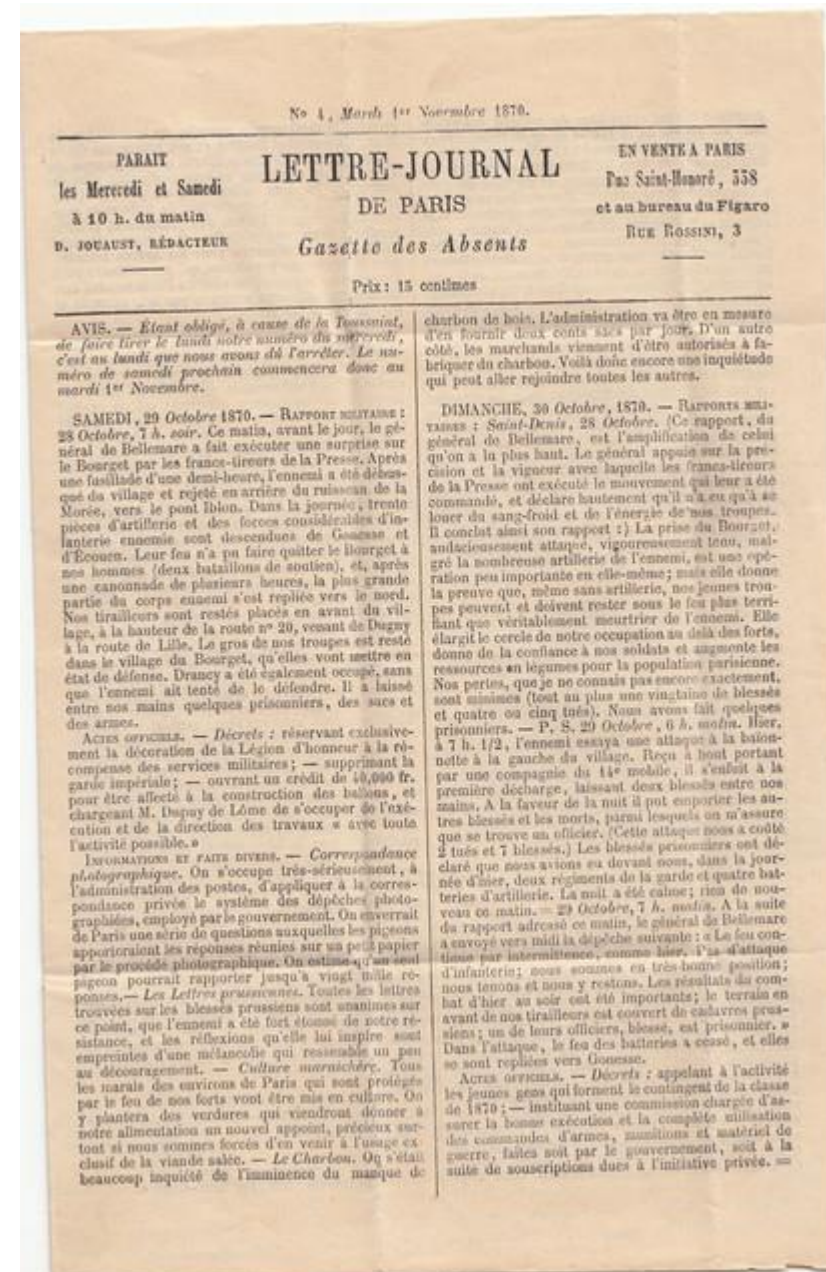 No 4, Mardi 1er Novembre 1870.
PARAIT
les Mercredi et Samedi
à 10 h. du matin
D. JOUAUST, RÉDACTEUR
LETTRE-JOURNAL
DE PARIS
Gazette des Absents
Prix : 15 centimes
EN VENTE A PARIS
Rue Saint-Honoré, 338
et au bureau du Figaro
RUE ROSSINI, 3
AVIS. — Étant obligé, à cause de la Toussaint,
de faire tirer le lundi notre numéro du mercredi,
c'est au lundi que nous avons dû l'arrêter. Le nu-
méro de samedi prochain commencera donc au
mardi 1er Novembre.
SAMEDI, 29 Octobre 1870. — RAPPORT MILITAIRE :
28 Octobre, 7 h. soir. Ce matin, avant le jour, le gé-
néral de Bellemare a fait exécuter une surprise sur
le Bourget par les francs-tireurs de la Presse. Après
une fusillade d'une demi-heure, l'ennemi a été débus-
qué du village et rejeté en arrière du ruisseau de la
Morée, vers le pont Iblon. Dans la journée, trente
pièces d'artillerie et des forces considérables d'in-
fanterie ennemie sont descendues de Gonesse et
d'Écouen. Leur feu n'a pu faire quitter le Bourget à
nos hommes (deux bataillons de soutien), et, après
une canonnade de plusieurs heures, la plus grande
partie du corps ennemi s'est repliée vers le nord.
Nos tirailleurs sont restés placés en avant du vil-
lage, à la hauteur de la route no 20, venant de Dugny
à la route de Lille. Le gros de nos troupes est resté
dans le village du Bourget, qu'elles vont mettre en
état de défense. Drancy a été également occupé, sans
que l'ennemi ait tenté de le défendre. Il a laissé
entre nos mains quelques prisonniers, des sacs et
des armes.
ACTES OFFICIELS. — Décrets : réservant exclusive-
ment la décoration de la Légion d'honneur à la ré-
compense des services militaires ; — supprimant la
garde impériale ; — ouvrant un crédit de 40,000 fr.
pour être affecté à la construction des ballons, et
chargeant M. Dupuy de Lôme de s'occuper de l'exé-
cution et de la direction des travaux « avec toute
l'activité possible. »
INFORMATIONS ET FAITS DIVERS. — Correspondance
photographique. On s'occupe très-sérieusement, à
l'administration des postes, d'appliquer à la corres-
pondance privée le système des dépêches photo-
graphiées, employé par le gouvernement. On enverrait
de Paris une série de questions auxquelles les pigeons
apporteraient les réponses réunies sur un petit papier
par le procédé photographique. On estime qu'un seul
pigeon pourrait rapporter jusqu'à vingt mille ré-
ponses. — Les Lettres prussiennes. Toutes les lettres
trouvées sur les blessés prussiens sont unanimes sur
ce point, que l'ennemi a été fort étonné de notre ré-
sistance, et les réflexions qu'elle lui inspire sont
empreintes d'une mélancolie qui ressemble un peu
au découragement. — Culture maraichère. Tous
les marais des environs de Paris qui sont protégés
par le feu de nos forts vont être mis en culture. On
y plantera des verdures qui viendront donner à
notre alimentation un nouvel appoint, précieux sur-
tout si nous sommes forcés d'en venir à l'usage ex-
clusif de la viande salée. — Le Charbon. On s'était
beaucoup inquiété de l'imminence du manque de
charbon de bois. L'administration va être en mesure
d'en fournir deux cents sacs par jour. D'un autre
côté, les marchands viennent d'être autorisés à fa-
briquer du charbon. Voilà donc encore une inquiétude
qui peut aller rejoindre toutes les autres.
DIMANCHE, 30 Octobre, 1870. — RAPPORTS MILI-
TAIRES : Saint-Denis, 28 Octobre. (Ce rapport, du
général de Bellemare, est l'amplification de celui
qu'on a lu plus haut. Le général appuie sur la pré-
cision et la vigueur avec laquelle les francs-tireurs
de la Presse ont exécuté le mouvement qui leur a été
commandé, et déclare hautement qu'il n'a eu qu'à se
louer du sang-froid et de l'énergie de nos troupes.
Il conclut ainsi son rapport :) La prise du Bourget,
audacieusement attaqué, vigoureusement tenu, mal-
gré la nombreuse artillerie de l'ennemi, est une opé-
ration peu importante en elle-même ; mais elle donne
la preuve que, même sans artillerie, nos jeunes trou-
pes peuvent et doivent rester sous le feu plus terri-
fiant que véritablement meurtrier de l'ennemi. Elle
élargit le cercle de notre occupation au delà des forts,
donne de la confiance à nos soldats et augmente les
ressources en légumes pour la population parisienne.
Nos pertes, que je ne connais pas encore exactement,
sont minimes (tout au plus une vingtaine de blessés
et quatre ou cinq tués). Nous avons fait quelques
prisonniers. — P. S. 29 Octobre, 6 h. matin. Hier,
à 7 h. 1/2, l'ennemi essaya une attaque à la baïon-
nette à la gauche du village. Reçu à bout portant
par une compagnie du 14e mobile, il s'enfuit à la
première décharge, laissant deux blessés entre nos
mains. A la faveur de la nuit il put emporter les au-
tres blessés et les morts, parmi lesquels on m'assure
que se trouve un officier. (Cette attaque nous a coûté
2 tués et 7 blessés.) Les blessés prisonniers ont dé-
claré que nous avions eu devant nous, dans la jour-
née d'hier, deux régiments de la garde et quatre bat-
teries d'artillerie. La nuit a été calme ; rien de nou-
veau ce matin. = 29 Octobre, 7 h. matin. A la suite
du rapport adressé ce matin, le général de Bellemare
a envoyé vers midi la dépêche suivante : « Le feu con-
tinue par intermittence, comme hier. Pas d'attaque
d'infanterie ; nous sommes en très-bonne position ;
nous tenons et nous y restons. Les résultats du com-
bat d'hier au soir ont été importants ; le terrain en
avant de nos tirailleurs est couvert de cadavres prus-
siens ; un de leurs officiers, blessé, est prisonnier. »
Dans l'attaque, le feu des batteries a cessé, et elles
se sont repliées vers Gonesse.
ACTES OFFICIELS. — Décrets : appelant à l'activité
les jeunes gens qui forment le contingent de la classe
de 1870 ; — instituant une commission chargée d'as-
surer la bonne exécution et la complète utilisation
des commandes d'armes, munitions et matériel de
guerre, faites soit par le gouvernement, soit à la
suite de souscriptions dues à l'initiative privée. =